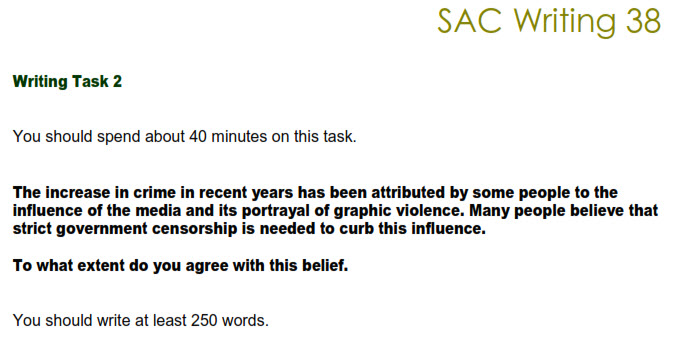 SAC Writing 38
Writing Task 2
You should spend about 40 minutes on this task.
The increase in crime in recent years has been attributed by some people to the
influence of the media and its portrayal of graphic violence. Many people believe that
strict government censorship is needed to curb this influence.
To what extent do you agree with this belief.
You should write at least 250 words.